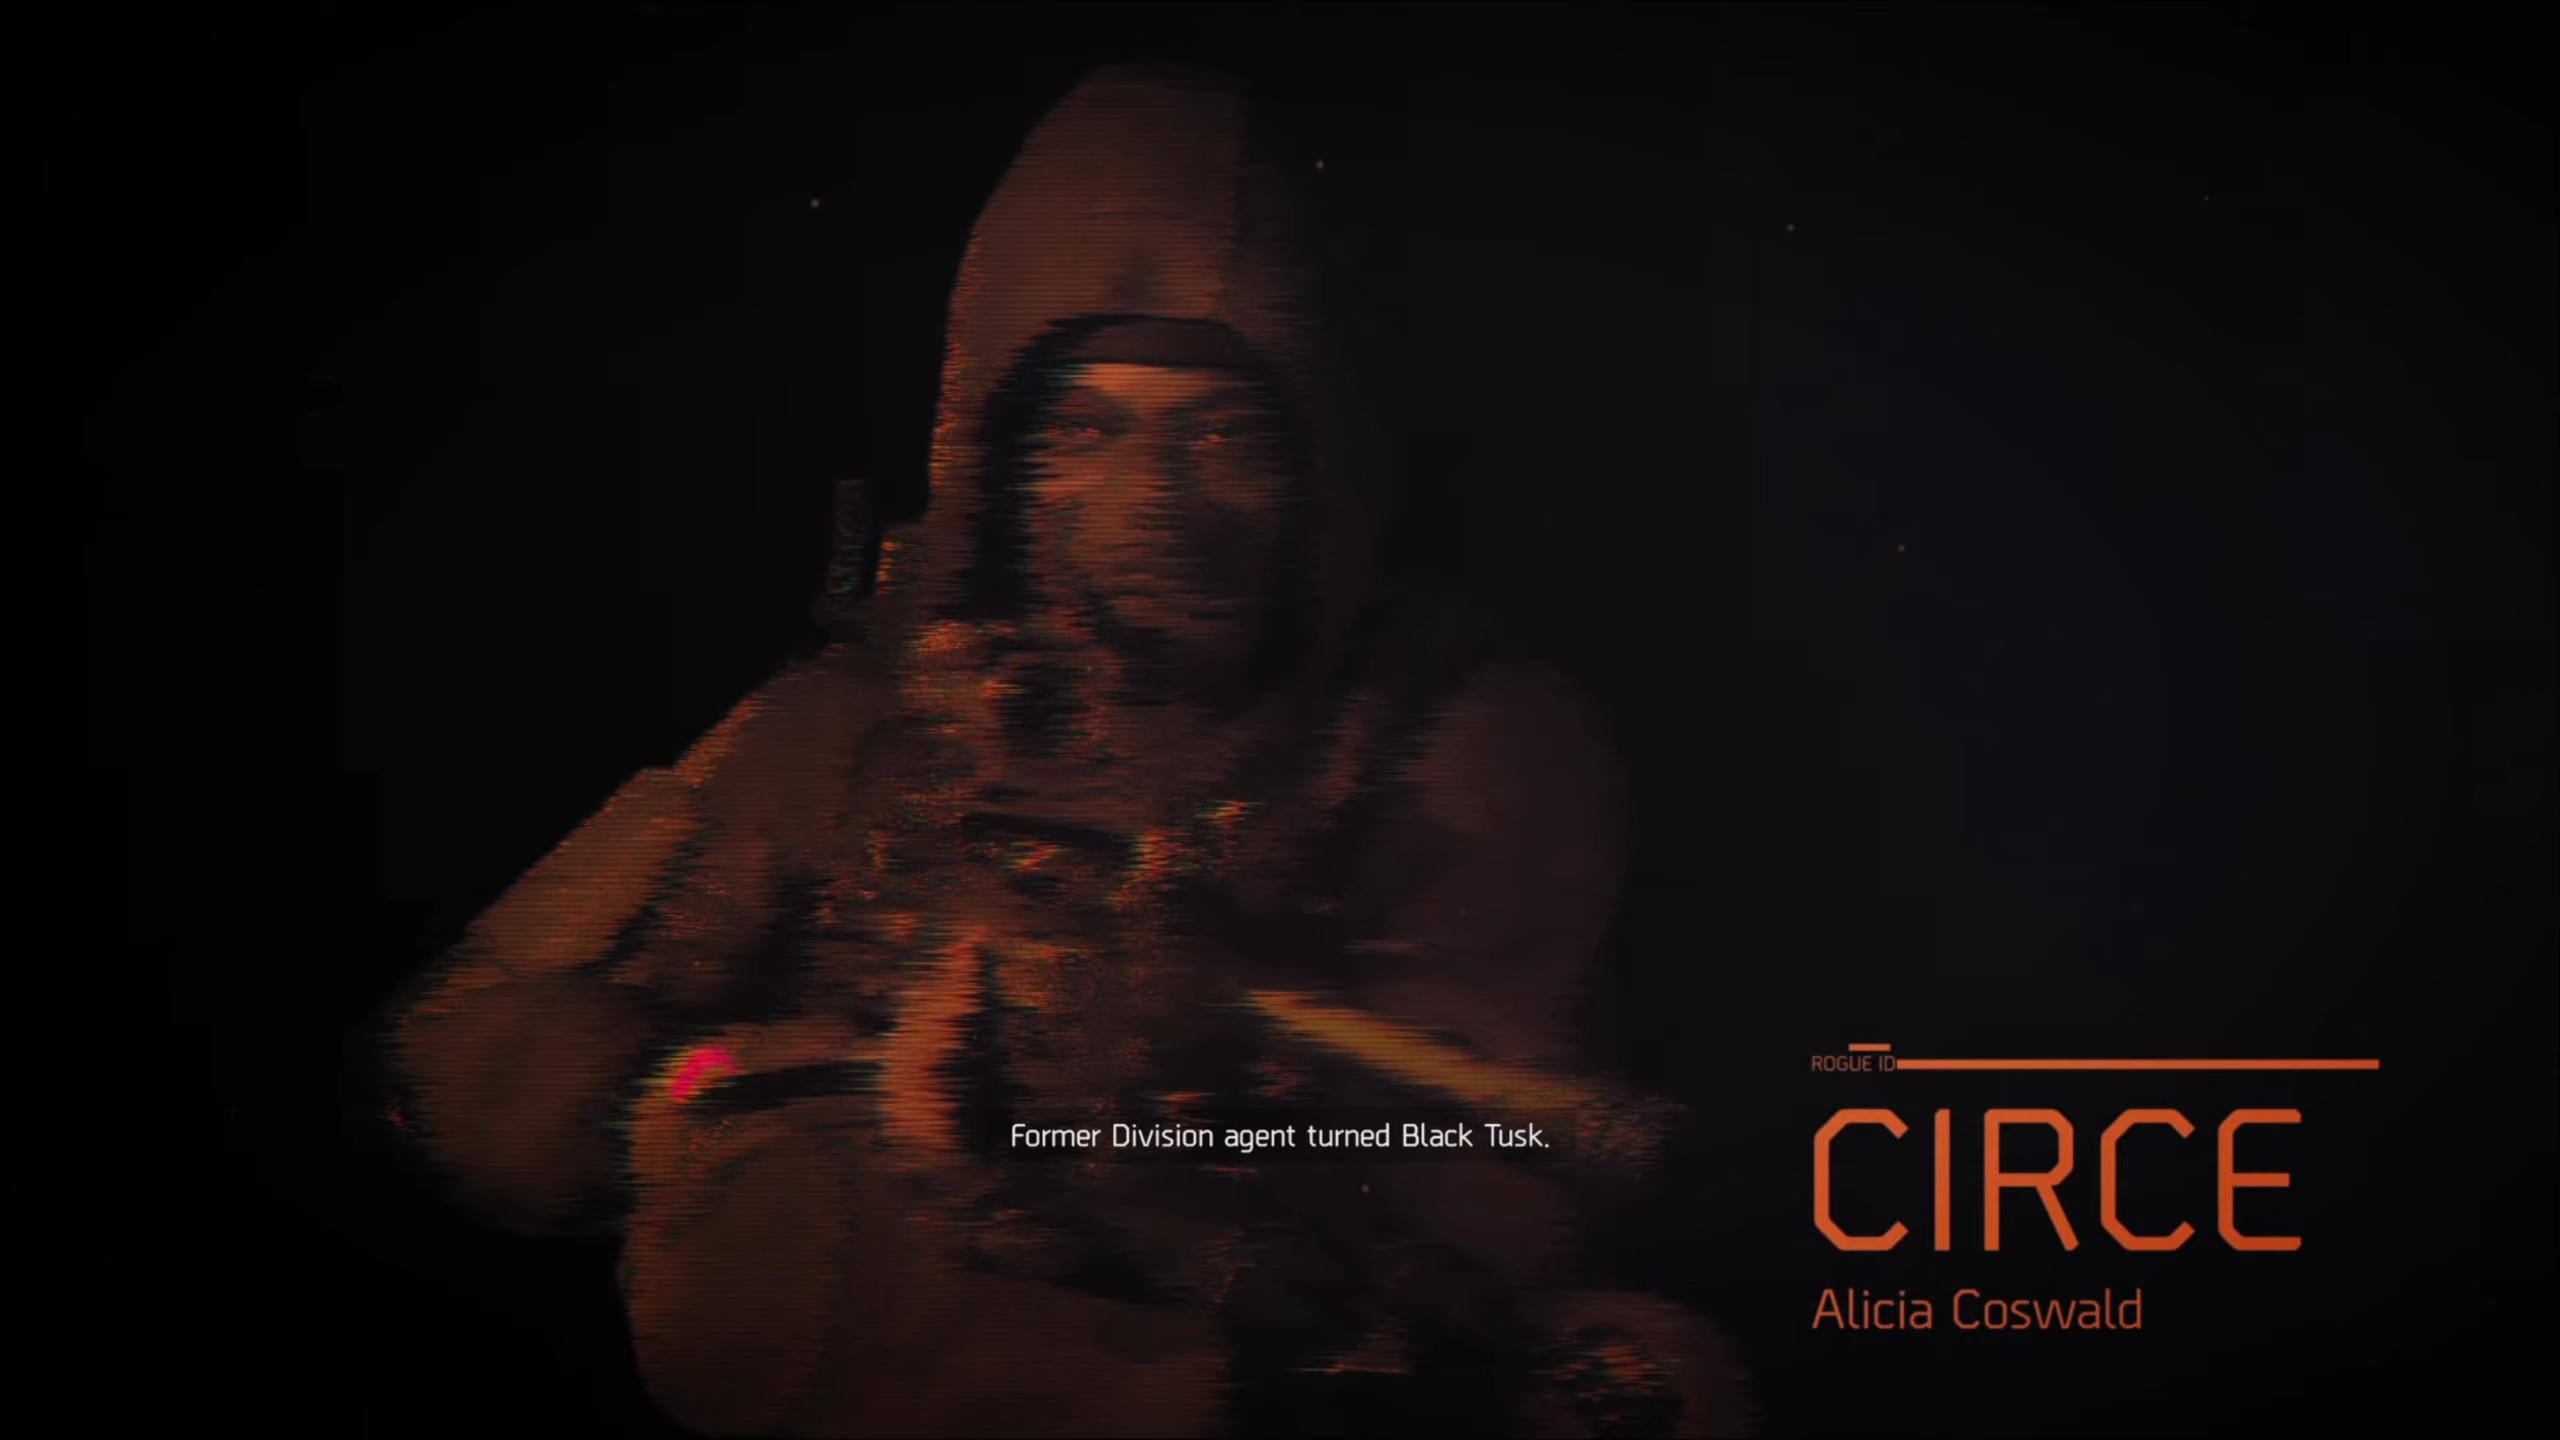 Former Division agent turned Black Tusk.
ROGUE ID
CIRCE
Alicia Coswald